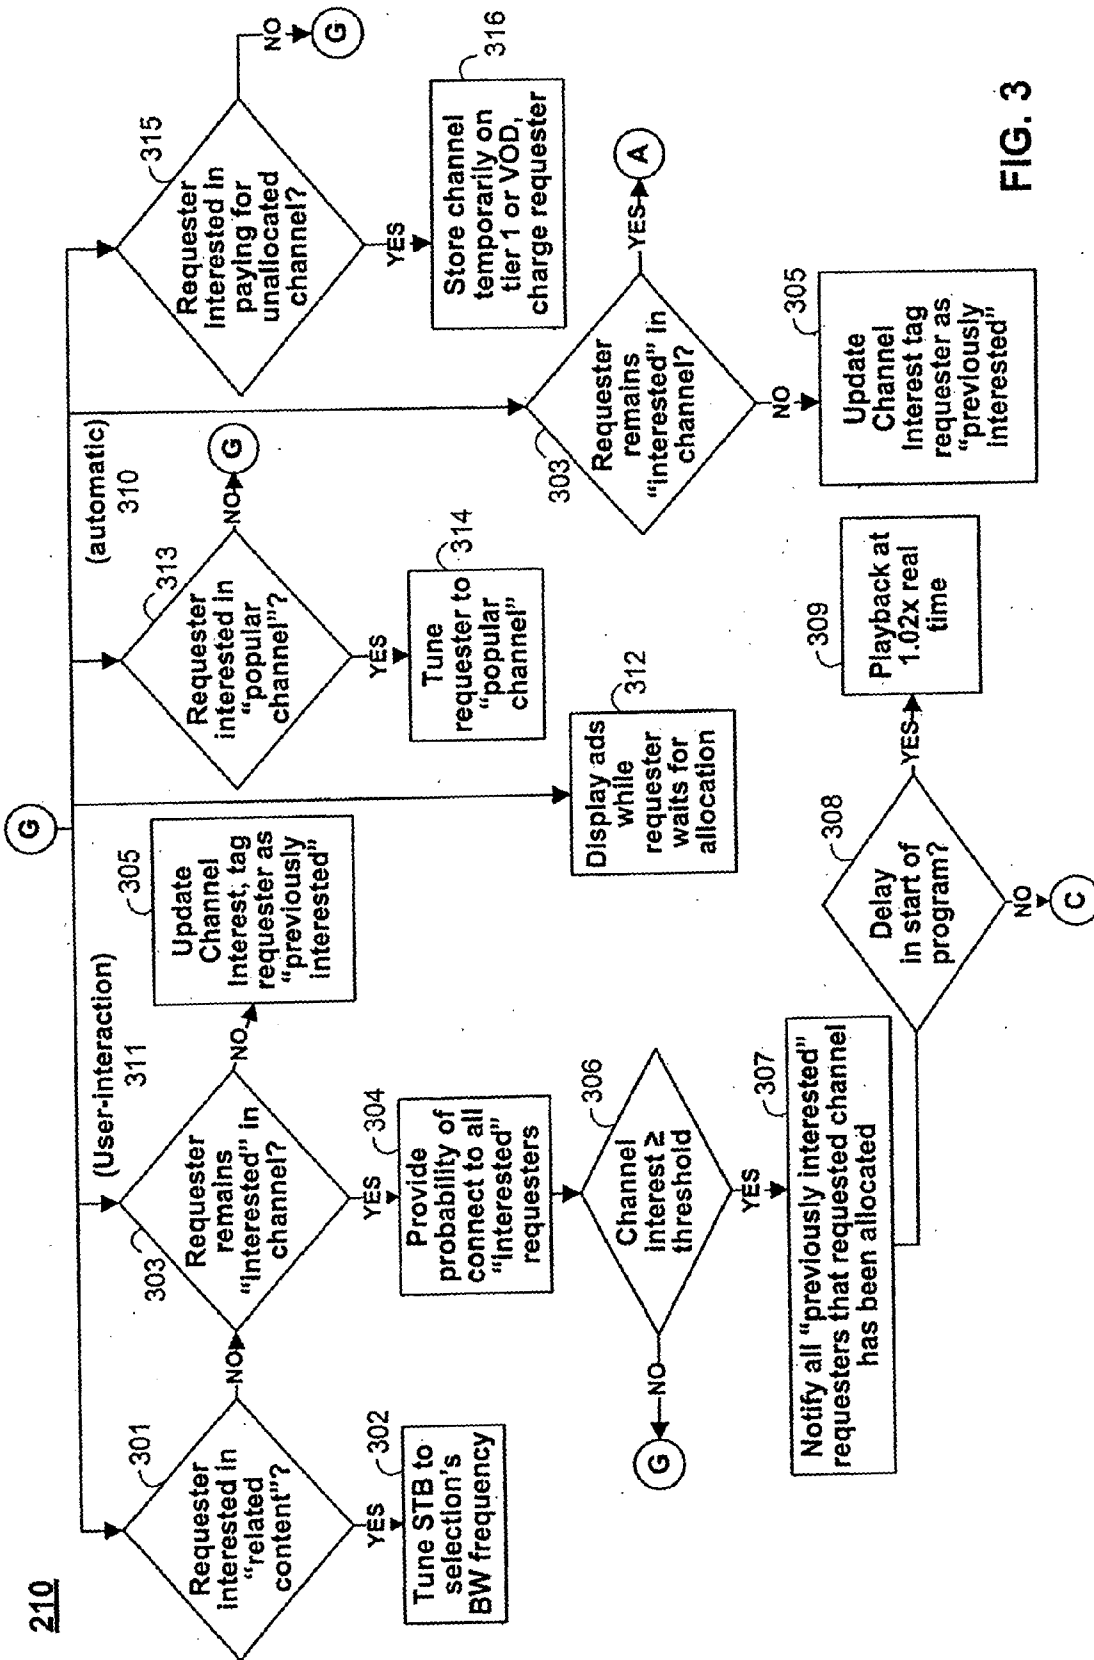 210
G
(User-interaction)
311
(automatic)
310
301
Requester
interested in
"related
content"?
NO
YES
302
Tune STB to
selection's
BW frequency
303
Requester
remains
"interested" in
channel?
NO
YES
305
Update
Channel
Interest, tag
requester as
"previously
interested"
304
Provide
probability of
connect to all
"interested"
requesters
306
Channel
interest ≥
threshold
NO
G
YES
307
Notify all "previously interested"
requesters that requested channel
has been allocated
308
Delay
in start of
program?
NO
C
YES
309
Playback at
1.02x real
time
312
Display ads
while
requester
waits for
allocation
313
Requester
interested in
"popular
channel"?
NO
G
YES
314
Tune
requester to
"popular
channel"
303
Requester
remains
"interested" in
channel?
YES
A
NO
305
Update
Channel
Interest tag
requester as
"previously
interested"
315
Requester
interested in
paying for
unallocated
channel?
NO
G
YES
316
Store channel
temporarily on
tier 1 or VOD,
charge requester
FIG. 3